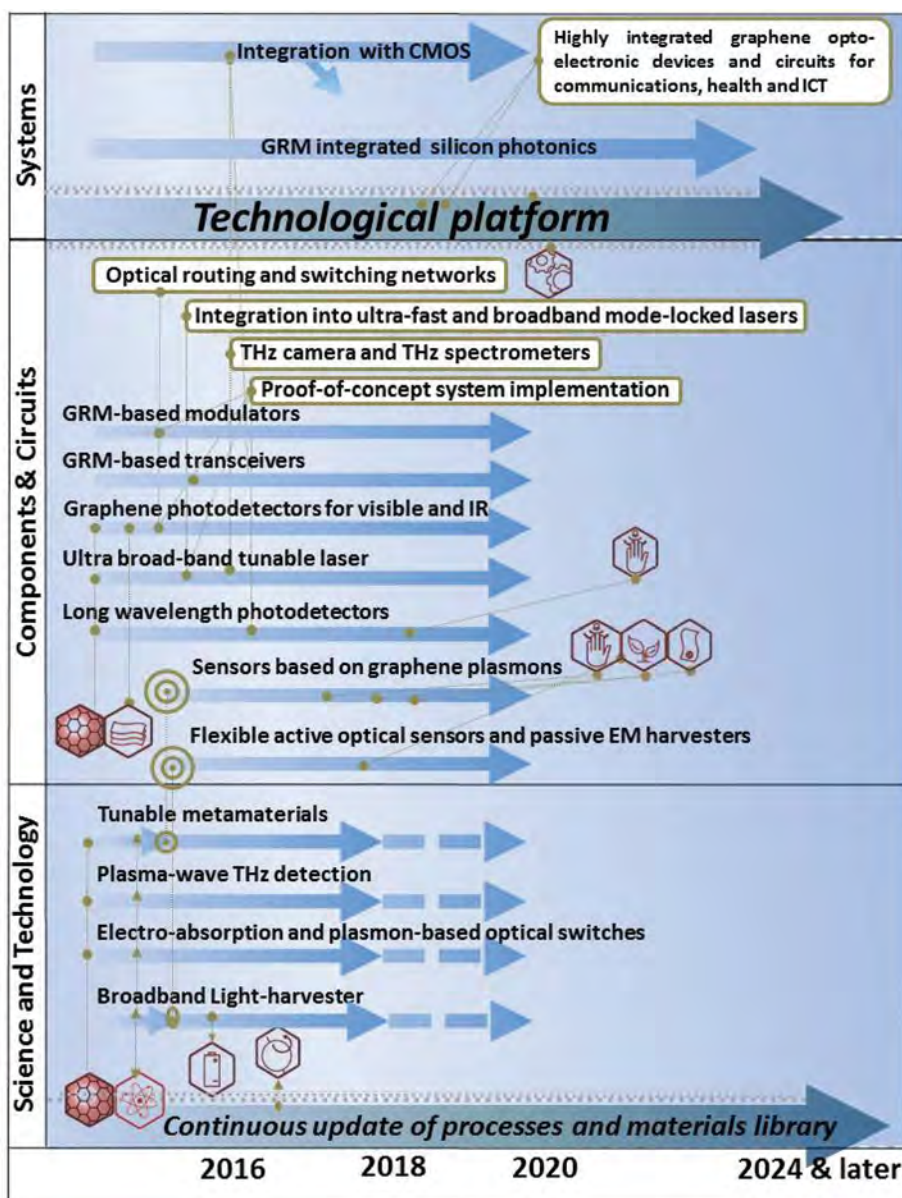 Systems
Integration with CMOS
Highly integrated graphene opto-
electronic devices and circuits for
communications, health and ICT
GRM integrated silicon photonics
Technological platform
Components & Circuits
Optical routing and switching networks
Integration into ultra-fast and broadband mode-locked lasers
THz camera and THz spectrometers
Proof-of-concept system implementation
GRM-based modulators
GRM-based transceivers
Graphene photodetectors for visible and IR
Ultra broad-band tunable laser
Long wavelength photodetectors
Sensors based on graphene plasmons
Flexible active optical sensors and passive EM harvesters
Science and Technology
Tunable metamaterials
Plasma-wave THz detection
Electro-absorption and plasmon-based optical switches
Broadband Light-harvester
Continuous update of processes and materials library
2016 2018 2020 2024 & later